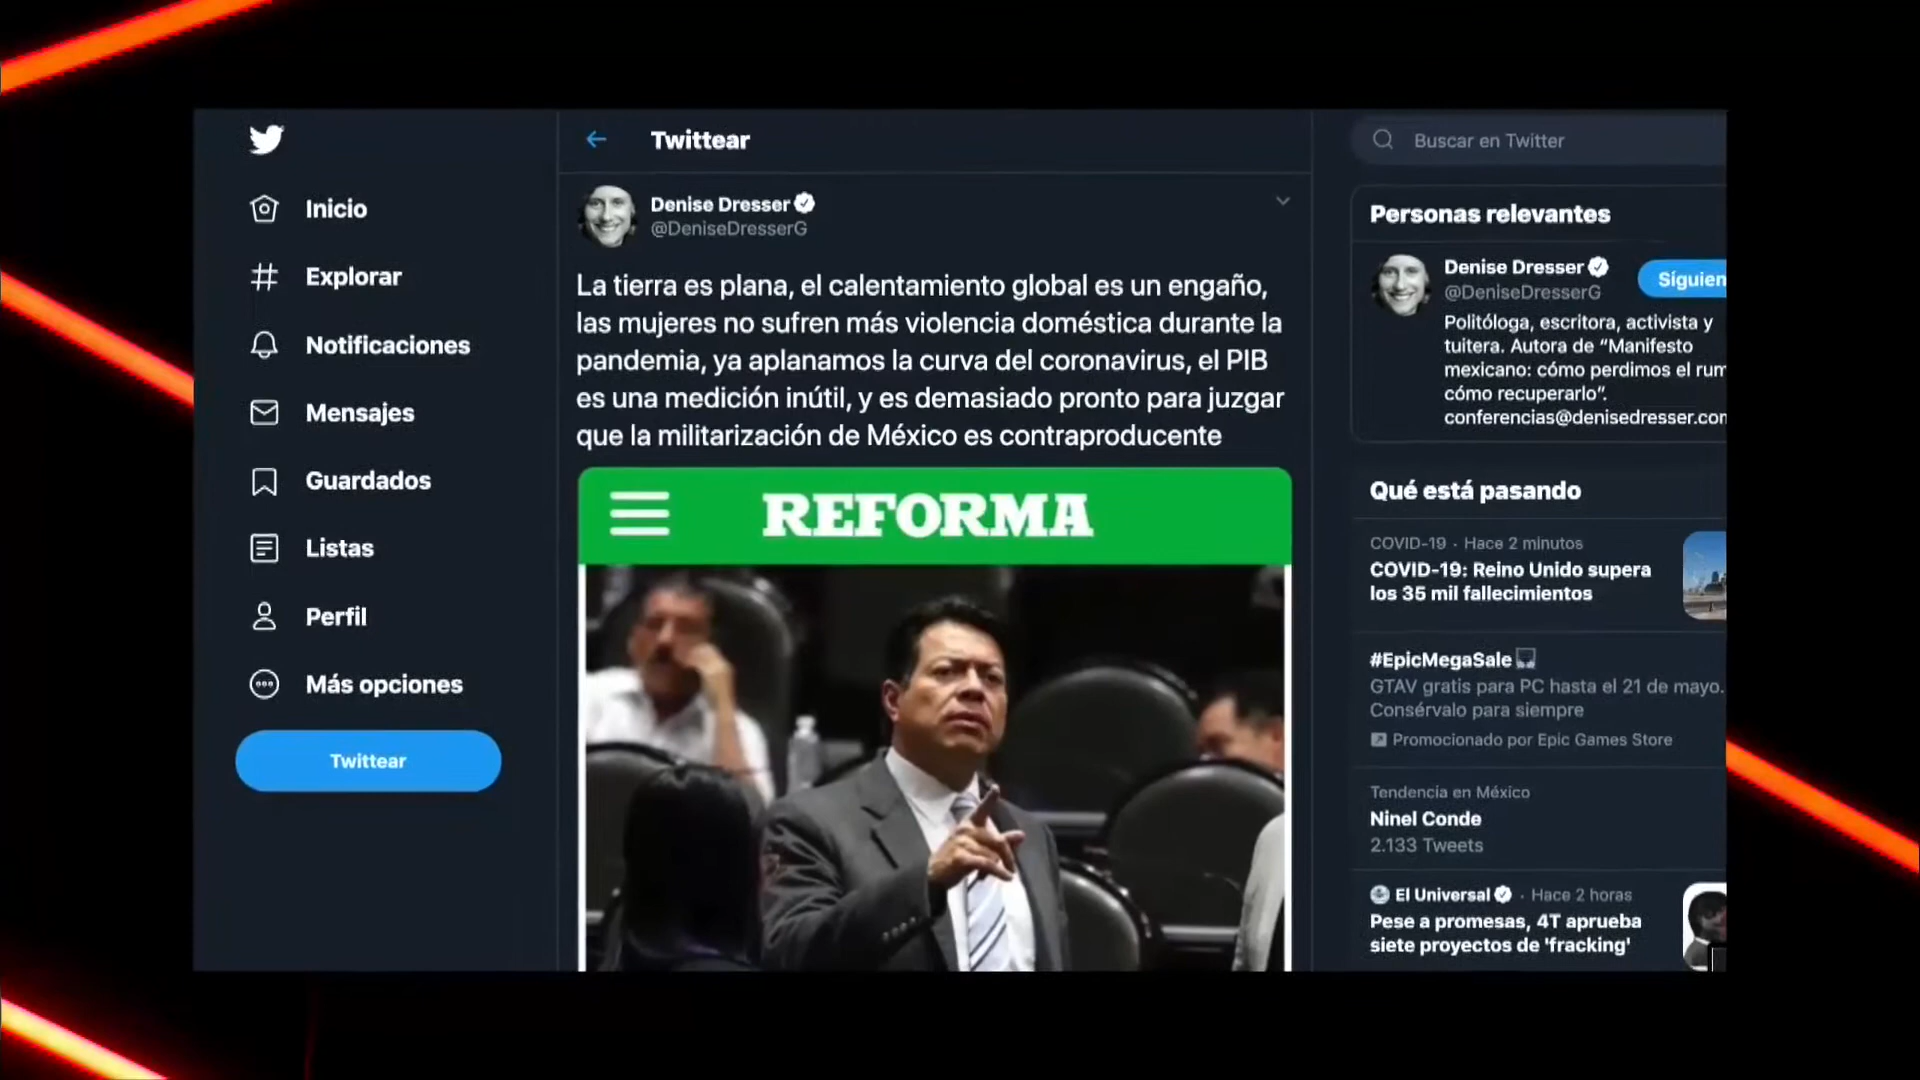 Inicio
Explorar
Notificaciones
Mensajes
Guardados
Listas
Perfil
Más opciones
Twittear
Twittear
Denise Dresser
@DeniseDresserG
La tierra es plana, el calentamiento global es un engaño,
las mujeres no sufren más violencia doméstica durante la
pandemia, ya aplanamos la curva del coronavirus, el PIB
es una medición inútil, y es demasiado pronto para juzgar
que la militarización de México es contraproducente
REFORMA
Buscar en Twitter
Personas relevantes
Denise Dresser
@DeniseDresserG
Síguien
Politóloga, escritora, activista y
tuitera. Autora de “Manifesto
mexicano: cómo perdimos el rum
cómo recuperarlo”.
conferencias@denisedresser.com
Qué está pasando
COVID-19 · Hace 2 minutos
COVID-19: Reino Unido supera
los 35 mil fallecimientos
#EpicMegaSale
GTAV gratis para PC hasta el 21 de mayo.
Consérvalo para siempre
Promocionado por Epic Games Store
Tendencia en México
Ninel Conde
2.133 Tweets
El Universal · Hace 2 horas
Pese a promesas, 4T aprueba
siete proyectos de 'fracking'